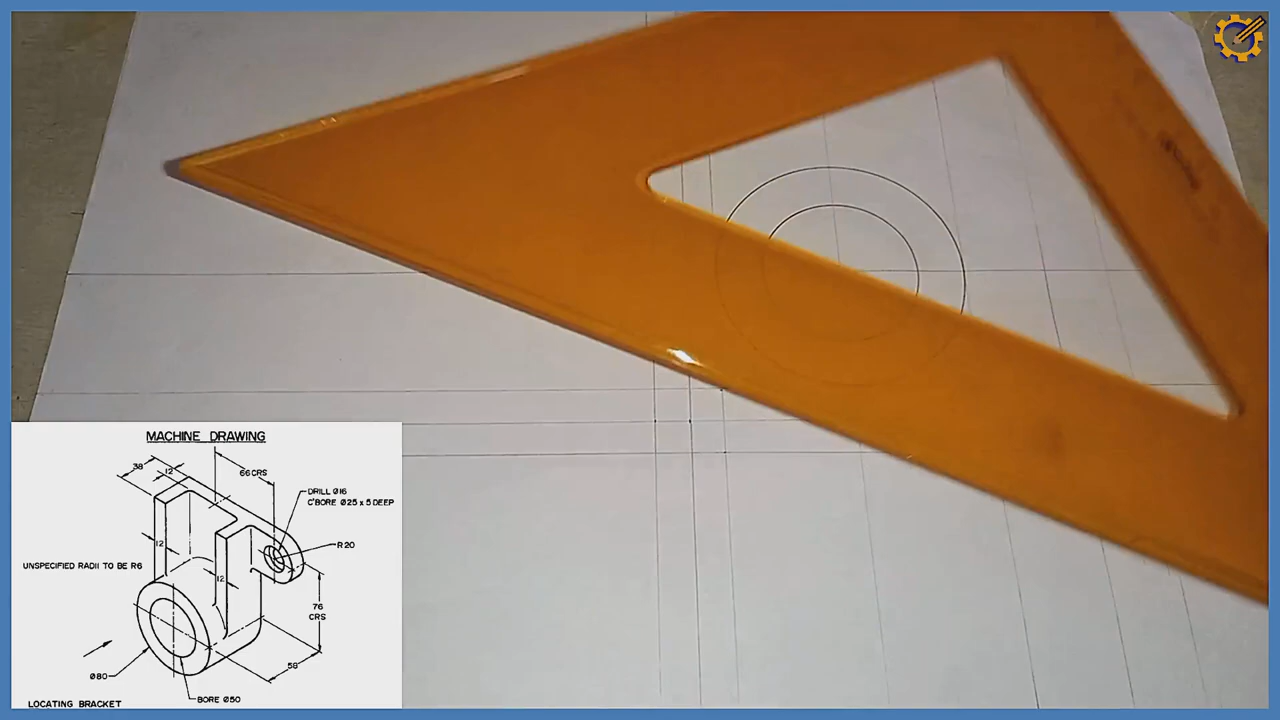 MACHINE DRAWING
38
12
66 CRS
DRILL Ø16
C'BORE Ø25 x 5 DEEP
12
R20
UNSPECIFIED RADII TO BE R6
12
76
CRS
58
Ø80
BORE Ø50
LOCATING BRACKET